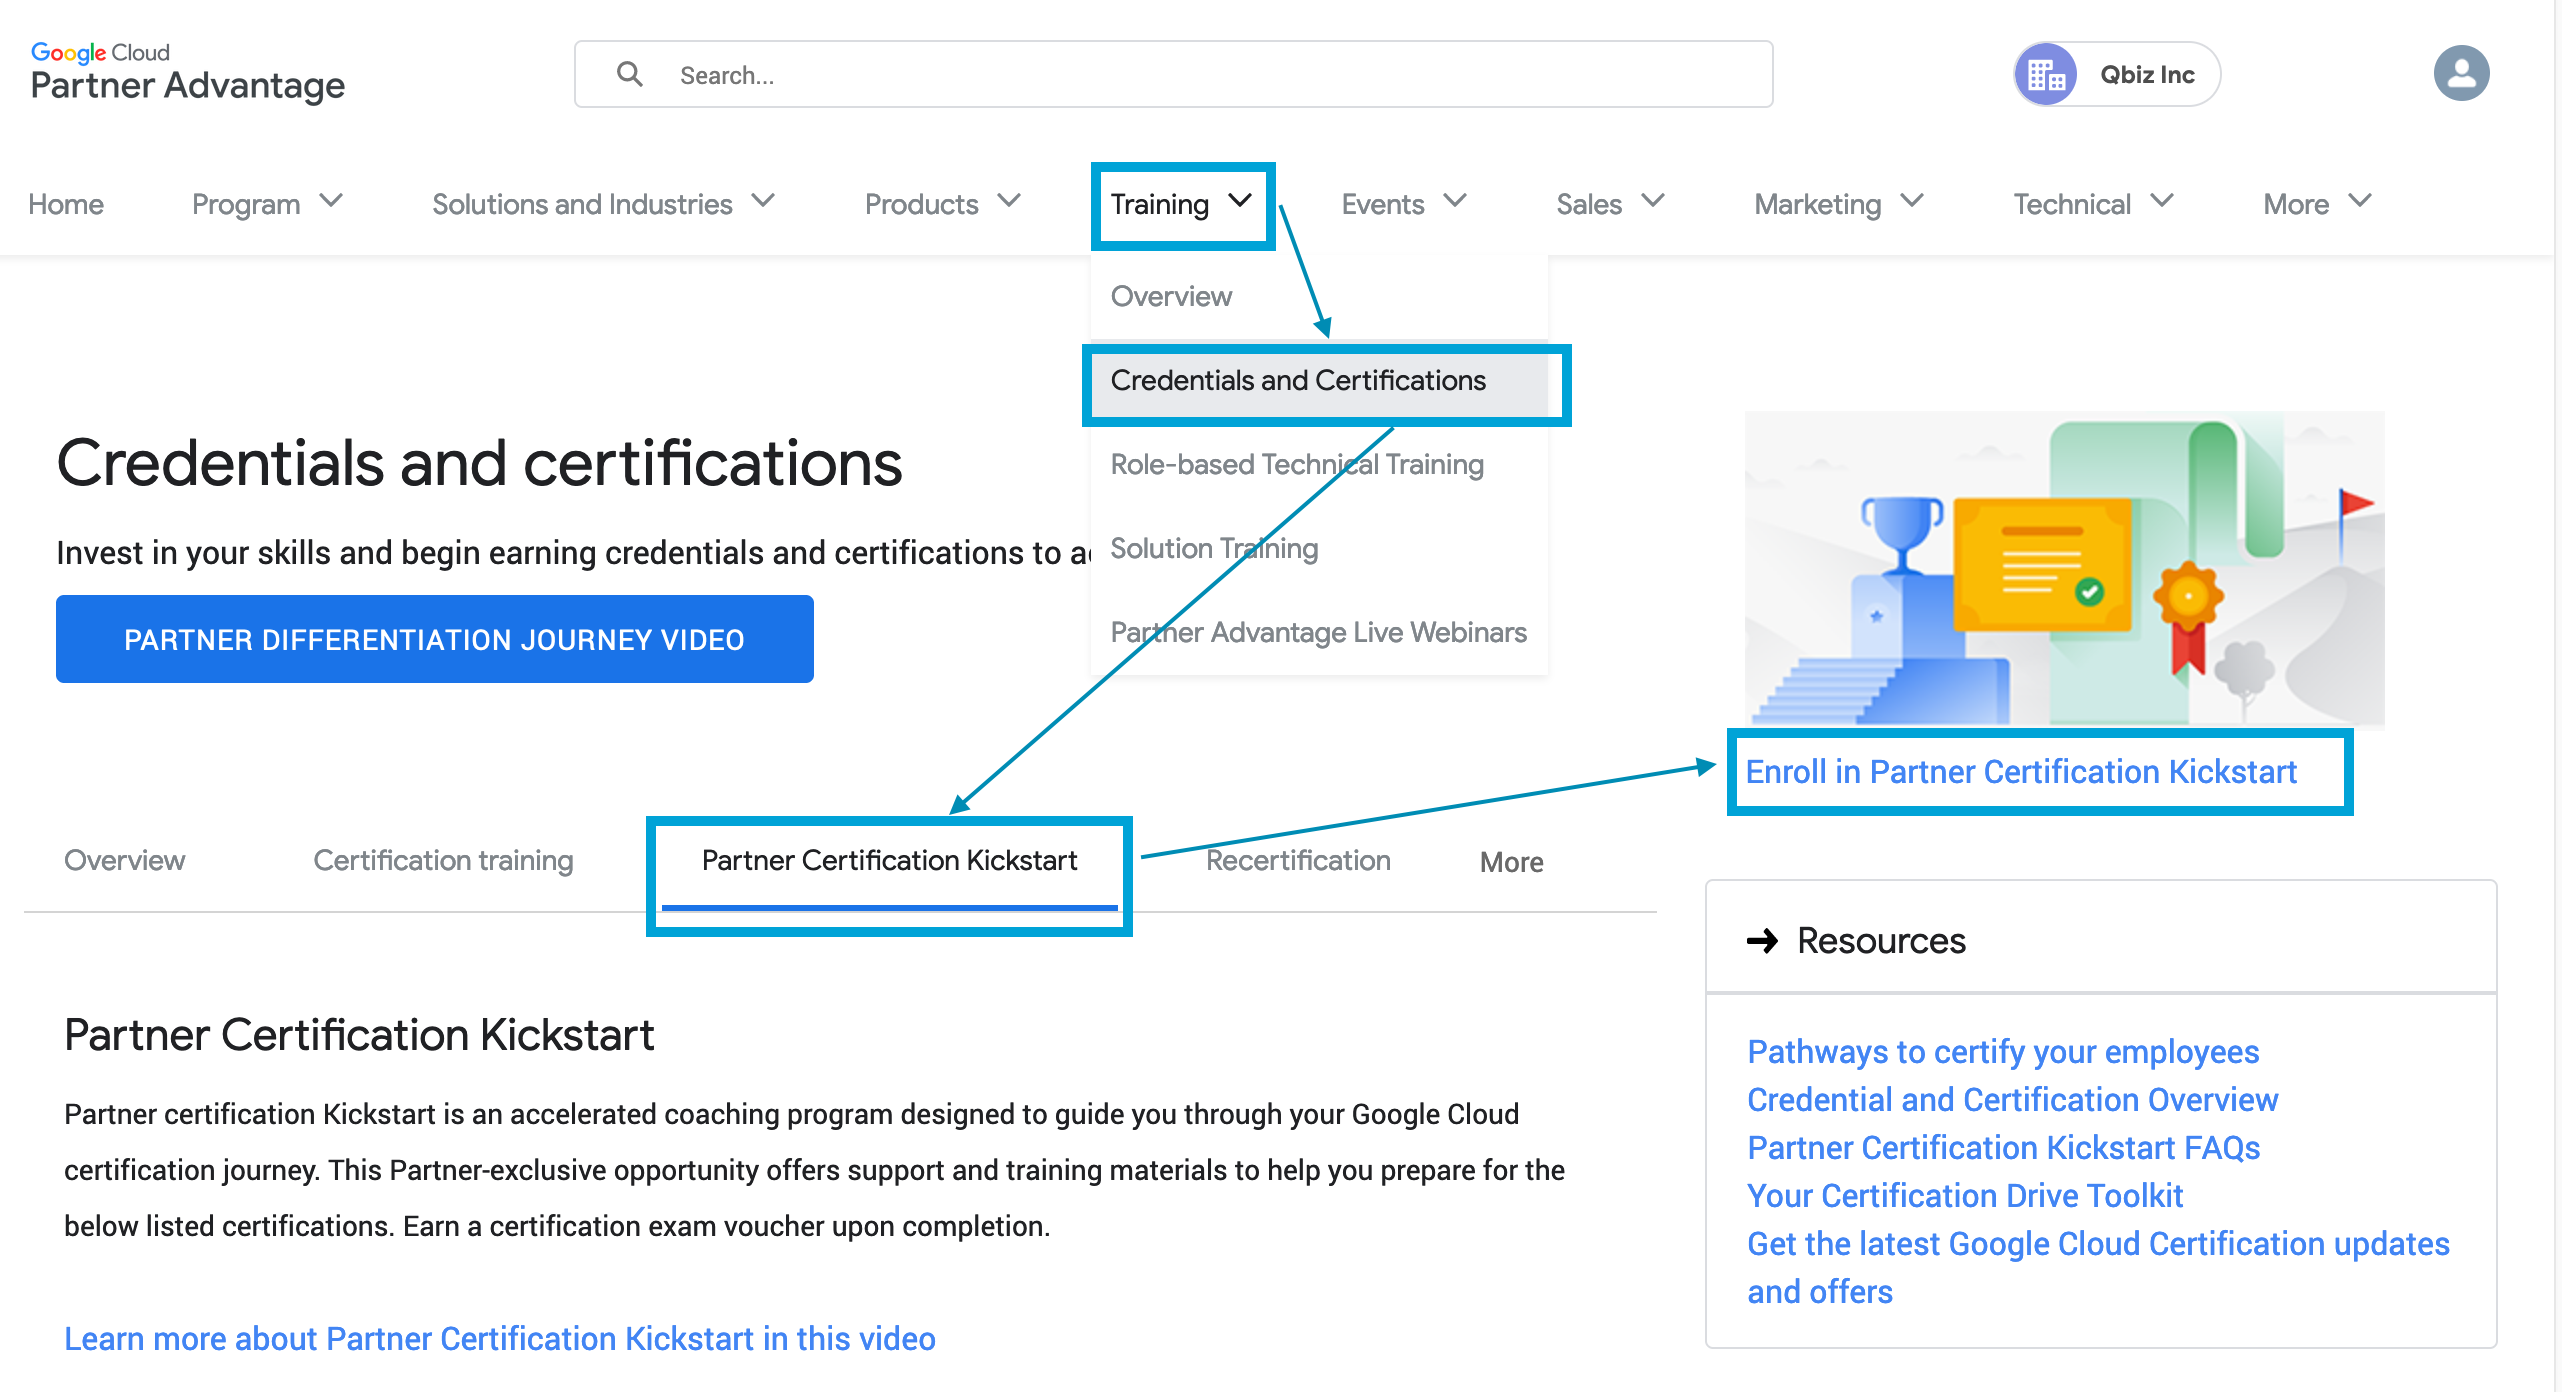 Google Cloud
Partner Advantage
Search...
Qbiz Inc
Home
Program
Solutions and Industries
Products
Training
Events
Sales
Marketing
Technical
More
Overview
Credentials and Certifications
Role-based Technical Training
Solution Training
Partner Advantage Live Webinars
Credentials and certifications
Invest in your skills and begin earning credentials and certifications to
PARTNER DIFFERENTIATION JOURNEY VIDEO
Enroll in Partner Certification Kickstart
Overview
Certification training
Partner Certification Kickstart
Recertification
More
Partner Certification Kickstart
Partner certification Kickstart is an accelerated coaching program designed to guide you through your Google Cloud
certification journey. This Partner-exclusive opportunity offers support and training materials to help you prepare for the
below listed certifications. Earn a certification exam voucher upon completion.
Learn more about Partner Certification Kickstart in this video
Resources
Pathways to certify your employees
Credential and Certification Overview
Partner Certification Kickstart FAQs
Your Certification Drive Toolkit
Get the latest Google Cloud Certification updates
and offers